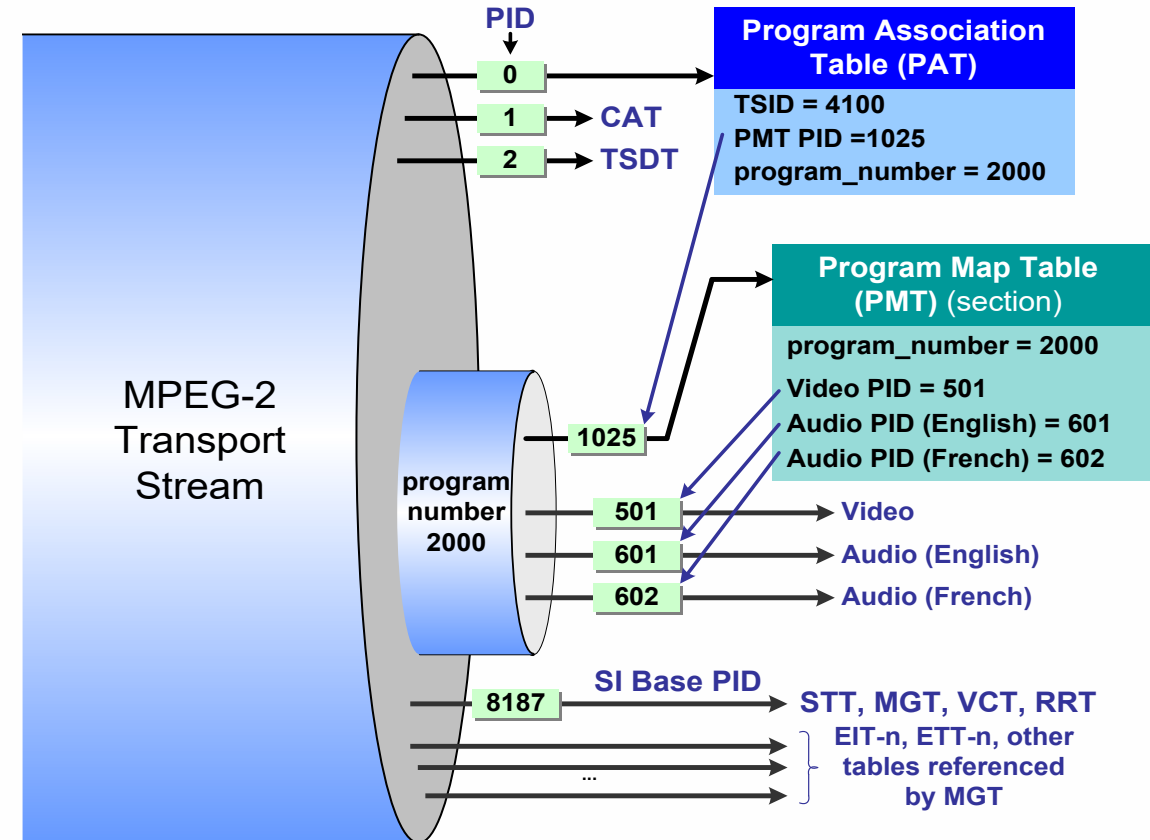 PID
0
1
CAT
2
TSDT
Program Association
Table (PAT)
TSID = 4100
PMT PID =1025
program_number = 2000
Program Map Table
(PMT) (section)
program_number = 2000
Video PID = 501
Audio PID (English) = 601
Audio PID (French) = 602
MPEG-2
Transport
Stream
program
number
2000
1025
501
Video
601
Audio (English)
602
Audio (French)
SI Base PID
8187
STT, MGT, VCT, RRT
...
EIT-n, ETT-n, other
tables referenced
by MGT